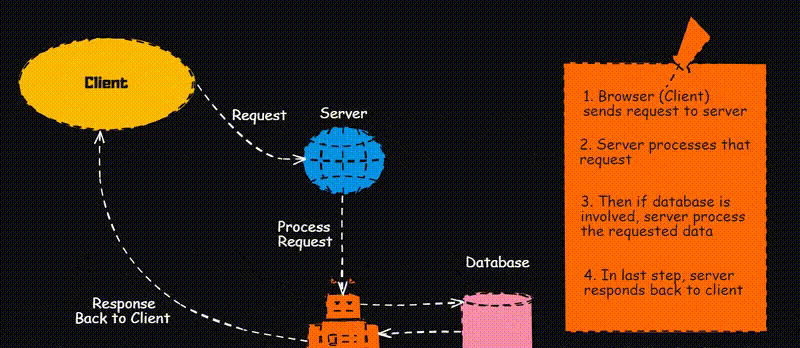 Client
Request
Server
Process
Request
Database
Response
Back to Client
1. Browser (Client)
sends request to server
2. Server processes that
request
3. Then if database is
involved, server process
the requested data
4. In last step, server
responds back to client